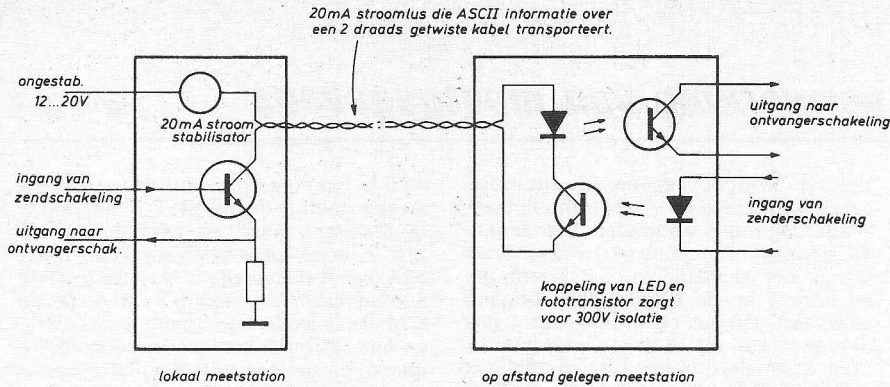 20mA stroomlus die ASCII informatie over
een 2 draads getwiste kabel transporteert.
ongestab.
12...20V
20mA stroom
stabilisator
ingang van
zendschakeling
uitgang naar
ontvangerschak.
uitgang naar
ontvangerschakeling
ingang van
zenderschakeling
koppeling van LED en
fototransistor zorgt
voor 300V isolatie
lokaal meetstation
op afstand gelegen meetstation